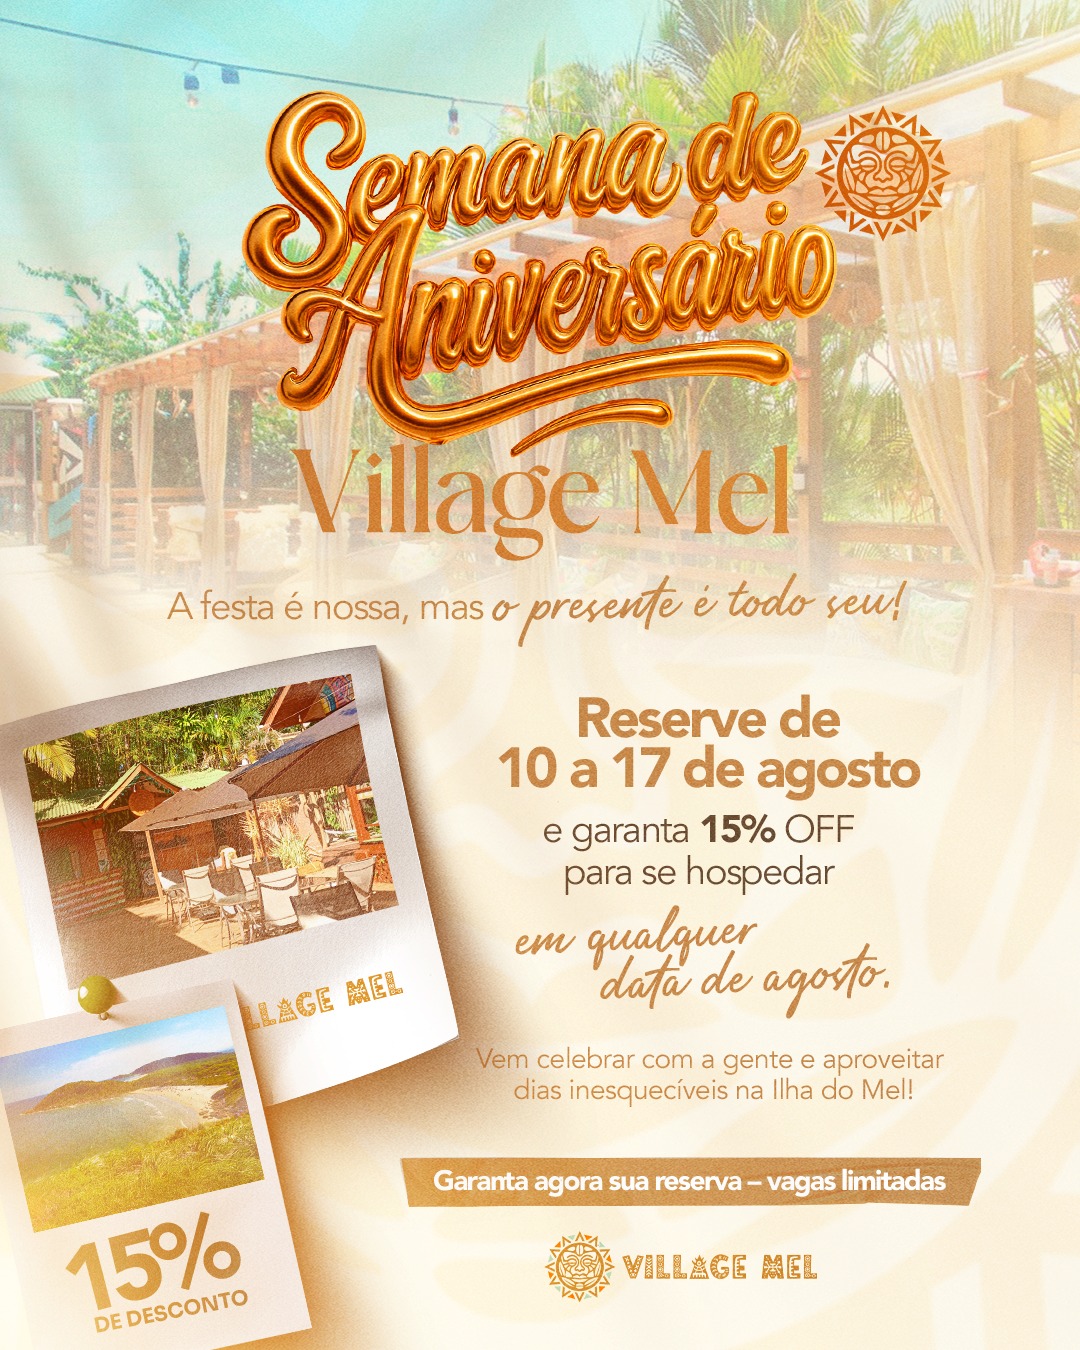 Semana de
Aniversário
Village Mel
A festa é nossa, mas o presente é todo seu!
Reserve de
10 a 17 de agosto
e garanta 15% OFF
para se hospedar
em qualquer
data de agosto.
LLAGE MEL
Vem celebrar com a gente e aproveitar
dias inesquecíveis na Ilha do Mel!
Garanta agora sua reserva – vagas limitadas
15%
DE DESCONTO
VILLAGE MEL